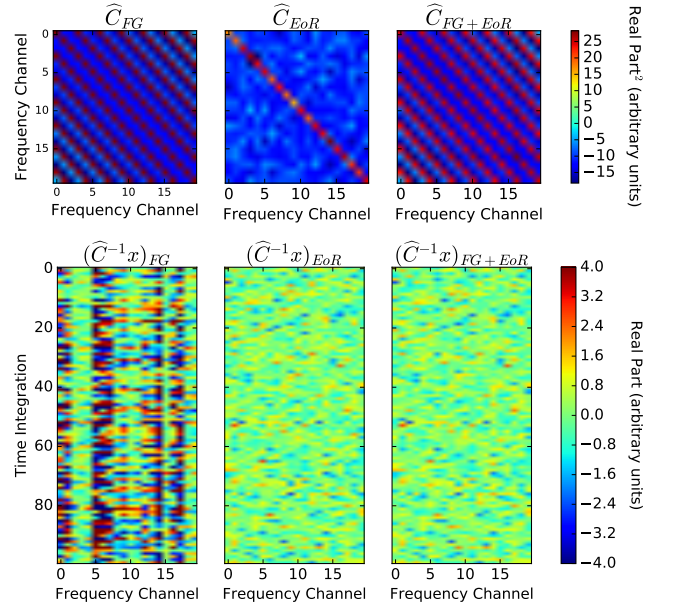 Ĉ_FG Ĉ_EoR Ĉ_FG+EoR
Frequency Channel
0
5
10
15
0 5 10 15
Frequency Channel
0 5 10 15
Frequency Channel
0 5 10 15
Frequency Channel
25
20
15
10
5
0
−5
−10
−15
Real Part² (arbitrary units)
(Ĉ⁻¹x)_FG (Ĉ⁻¹x)_EoR (Ĉ⁻¹x)_FG+EoR
Time Integration
0
20
40
60
80
0 5 10 15
Frequency Channel
0 5 10 15
Frequency Channel
0 5 10 15
Frequency Channel
4.0
3.2
2.4
1.6
0.8
0.0
−0.8
−1.6
−2.4
−3.2
−4.0
Real Part (arbitrary units)